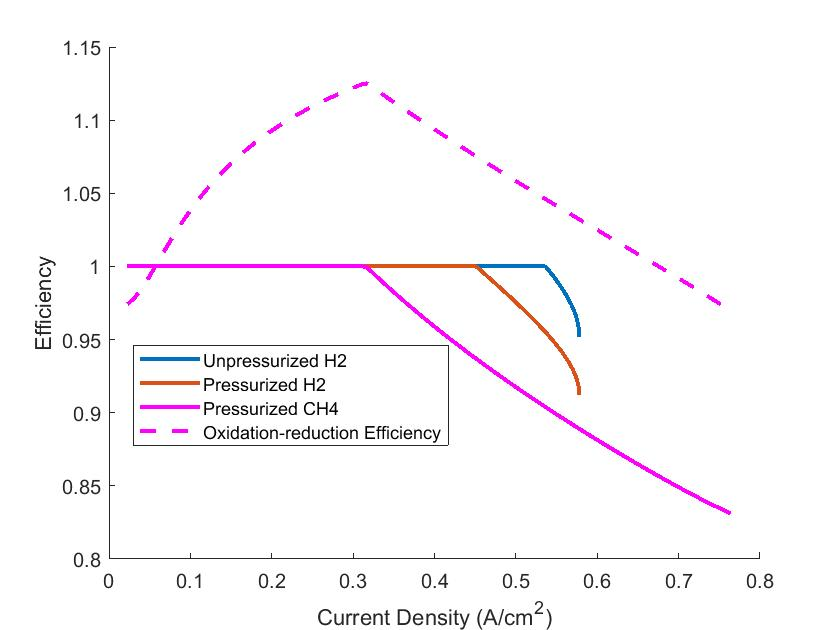 1.15
1.1
1.05
1
0.95
0.9
0.85
0.8
Efficiency
Unpressurized H2
Pressurized H2
Pressurized CH4
Oxidation-reduction Efficiency
0 0.1 0.2 0.3 0.4 0.5 0.6 0.7 0.8
Current Density (A/cm²)